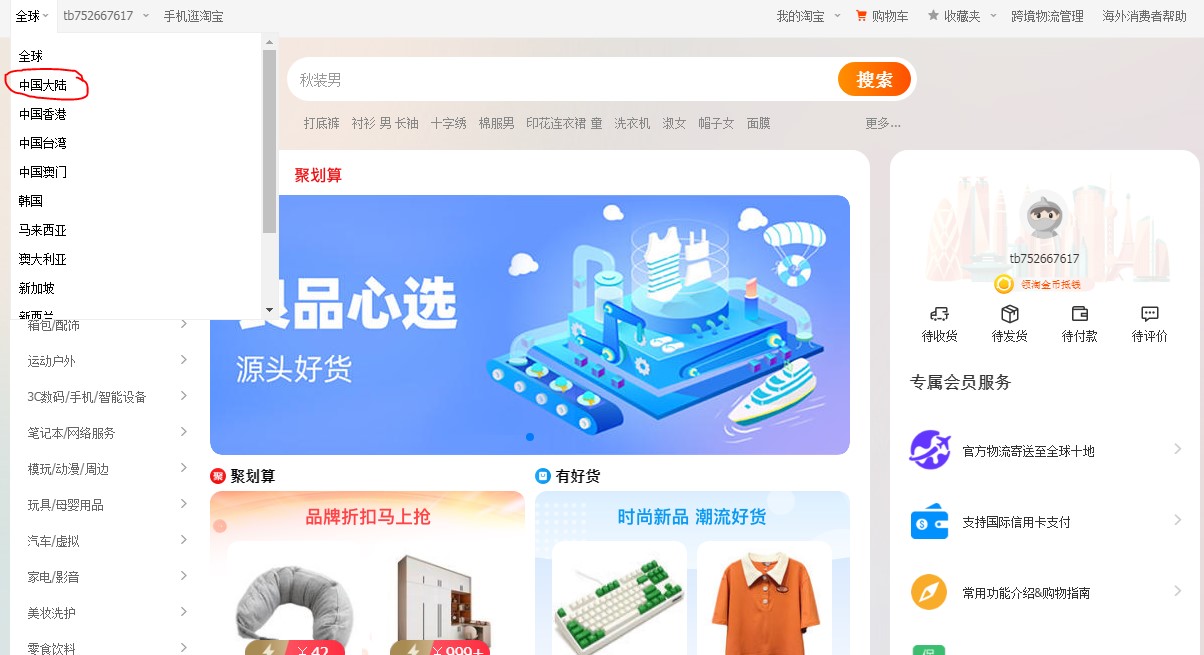 全球
tb752667617
手机逛淘宝
我的淘宝
购物车
收藏夹
跨境物流管理
海外消费者帮助
全球
中国大陆
中国香港
中国台湾
中国澳门
韩国
马来西亚
澳大利亚
新加坡
新西兰
秋装男
搜索
打底裤 衬衫 男 长袖 十字绣 棉服男 印花连衣裙 童 洗衣机 淑女 帽子女 面膜
更多...
箱包/配饰
运动户外
3C数码/手机/智能设备
笔记本/网络服务
模玩/动漫/周边
玩具/母婴用品
汽车/虚拟
家电/影音
美妆洗护
零食饮料
聚划算
良品心选
源头好货
聚 聚划算
品牌折扣马上抢
¥42
¥999+
有好货
时尚新品 潮流好货
tb752667617
领淘金币抵钱
待收货
待发货
待付款
待评价
专属会员服务
官方物流寄送至全球十地
支持国际信用卡支付
常用功能介绍&购物指南